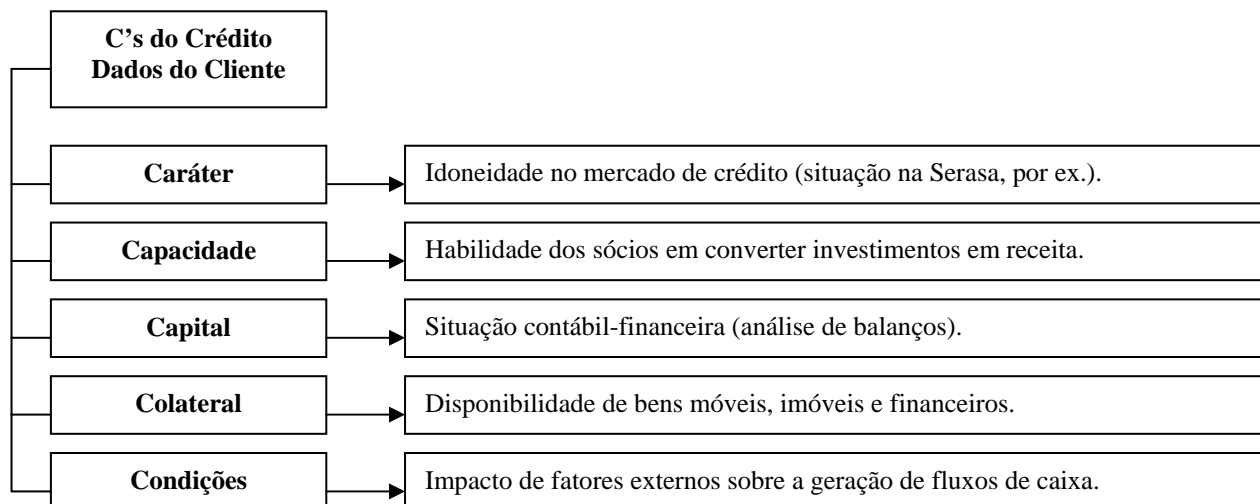 C’s do Crédito
Dados do Cliente
Caráter
Idoneidade no mercado de crédito (situação na Serasa, por ex.).
Capacidade
Habilidade dos sócios em converter investimentos em receita.
Capital
Situação contábil-financeira (análise de balanços).
Colateral
Disponibilidade de bens móveis, imóveis e financeiros.
Condições
Impacto de fatores externos sobre a geração de fluxos de caixa.